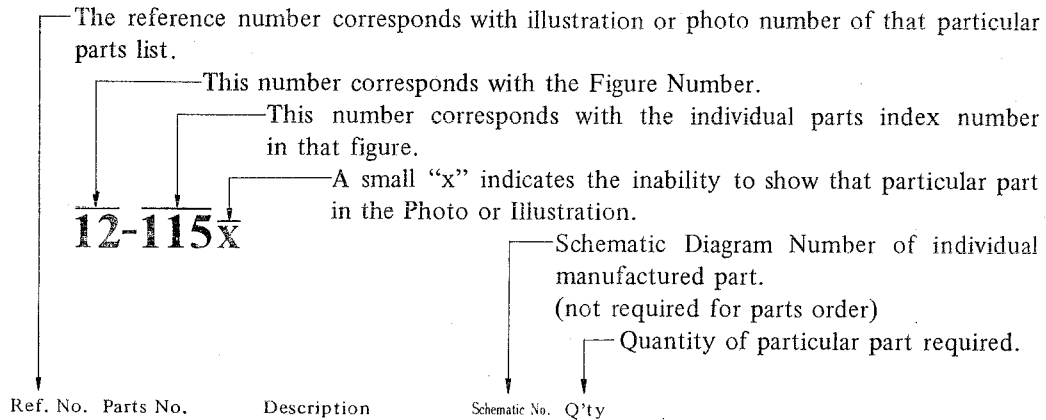 The reference number corresponds with illustration or photo number of that particular
parts list.
This number corresponds with the Figure Number.
This number corresponds with the individual parts index number
in that figure.
A small “x” indicates the inability to show that particular part
in the Photo or Illustration.
12-115x
Schematic Diagram Number of individual
manufactured part.
(not required for parts order)
Quantity of particular part required.
Ref. No. Parts No. Description Schematic No. Q'ty